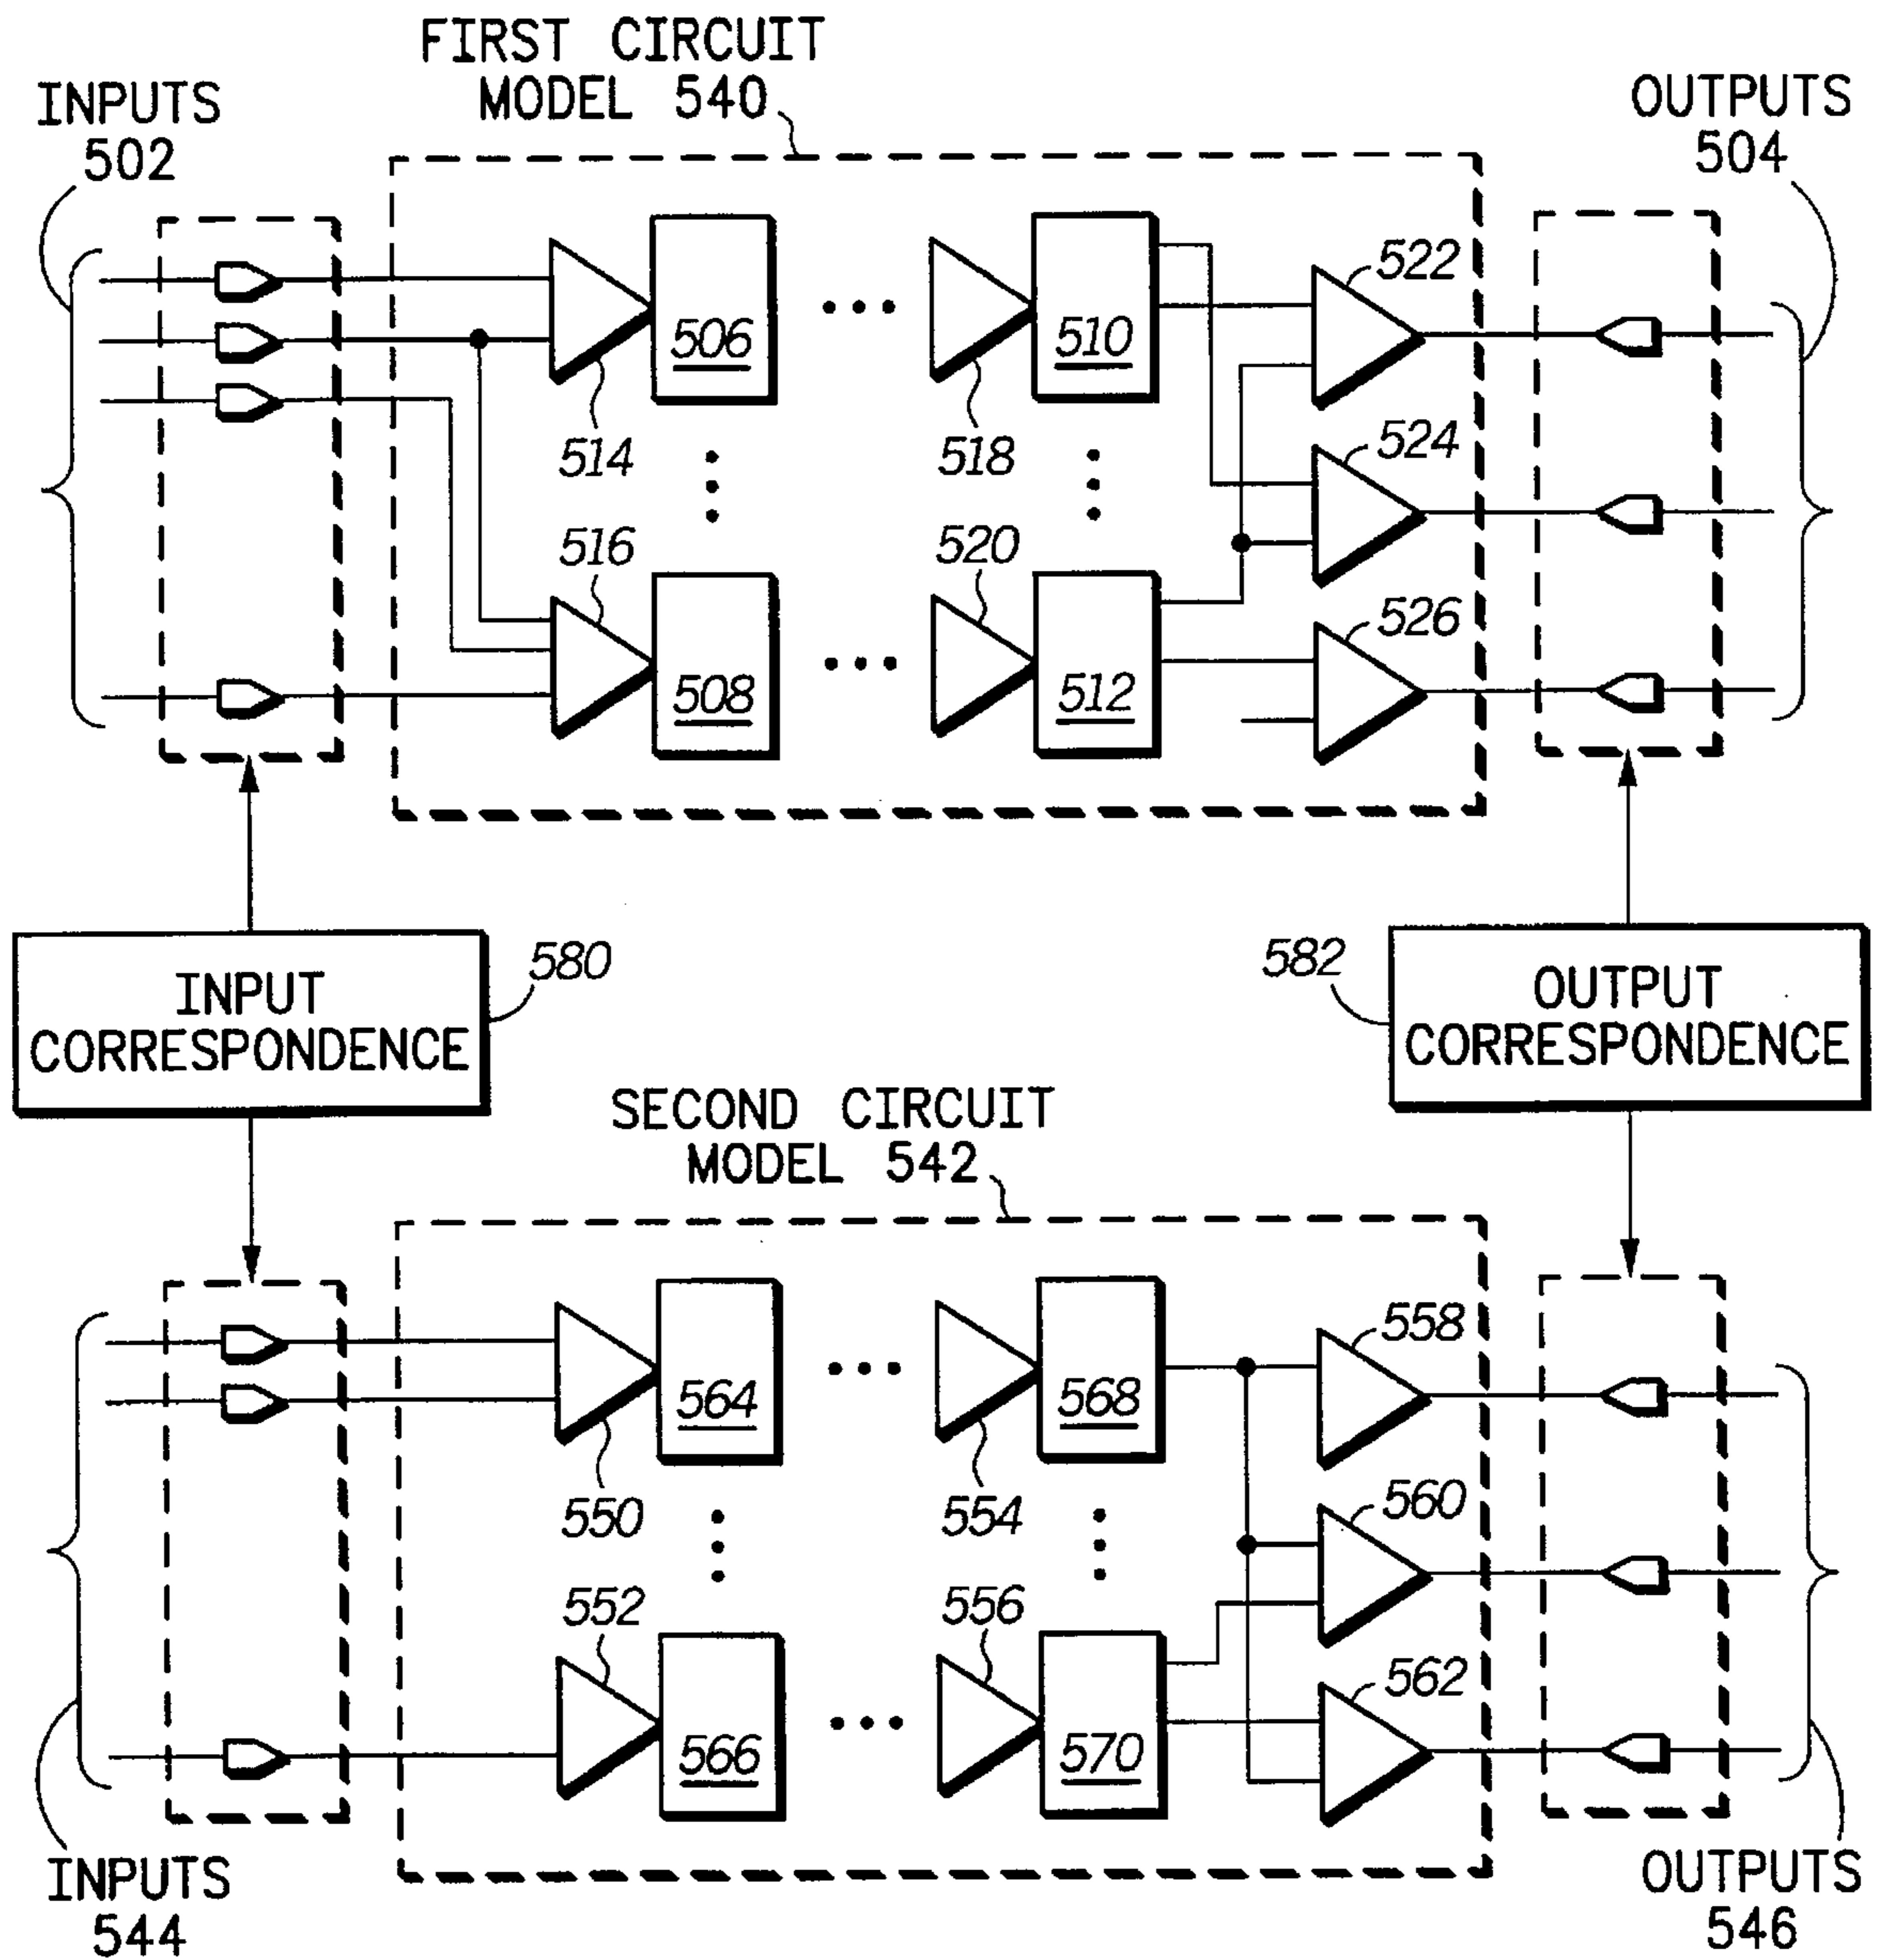 FIRST CIRCUIT
MODEL 540
INPUTS
502
OUTPUTS
504
506
510
522
514
518
524
516
520
508
512
526
INPUT
CORRESPONDENCE
580
582
OUTPUT
CORRESPONDENCE
SECOND CIRCUIT
MODEL 542
564
568
558
550
554
560
552
556
566
570
562
INPUTS
544
OUTPUTS
546